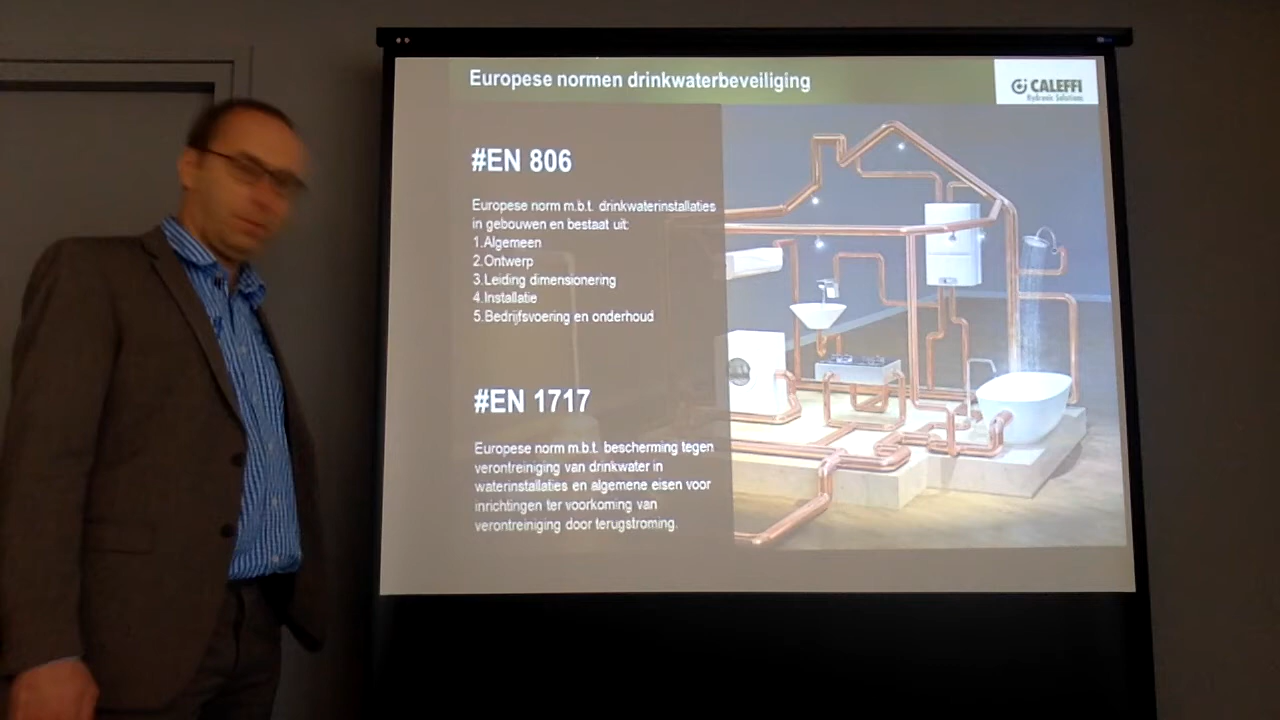 Europese normen drinkwaterbeveiliging
CALEFFI
Hydronic Solutions
#EN 806
Europese norm m.b.t. drinkwaterinstallaties
in gebouwen en bestaat uit:
1.Algemeen
2.Ontwerp
3.Leiding dimensionering
4.Installatie
5.Bedrijfsvoering en onderhoud
#EN 1717
Europese norm m.b.t. bescherming tegen
verontreiniging van drinkwater in
waterinstallaties en algemene eisen voor
inrichtingen ter voorkoming van
verontreiniging door terugstroming.